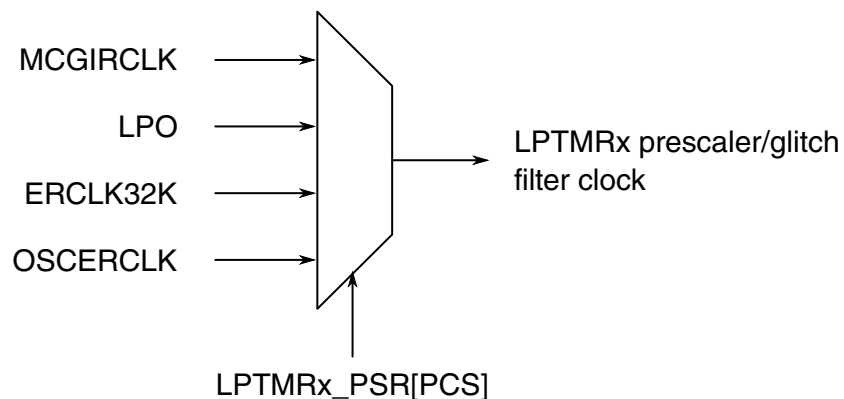 MCGIRCLK
LPO
ERCLK32K
OSCERCLK
LPTMRx prescaler/glitch
filter clock
LPTMRx_PSR[PCS]